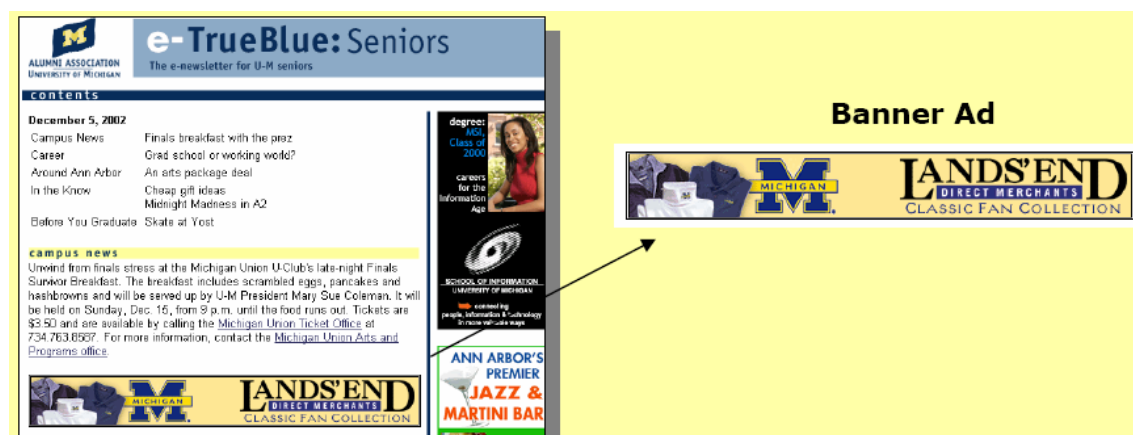 M
ALUMNI ASSOCIATION
UNIVERSITY OF MICHIGAN
e-TrueBlue: Seniors
The e-newsletter for U-M seniors
contents
December 5, 2002
Campus News Finals breakfast with the prez
Career Grad school or working world?
Around Ann Arbor An arts package deal
In the Know Cheap gift ideas
Midnight Madness in A2
Before You Graduate Skate at Yost
campus news
Unwind from finals stress at the Michigan Union U-Club's late-night Finals
Survivor Breakfast. The breakfast includes scrambled eggs, pancakes and
hashbrowns and will be served up by U-M President Mary Sue Coleman. It will
be held on Sunday, Dec. 15, from 9 p.m. until the food runs out. Tickets are
$3.50 and are available by calling the Michigan Union Ticket Office at
734.763.8587. For more information, contact the Michigan Union Arts and
Programs office.
MICHIGAN
LANDS' END
DIRECT MERCHANTS
CLASSIC FAN COLLECTION
degree:
MSI,
Class of
2000
careers
for the
Information
Age
SCHOOL OF INFORMATION
UNIVERSITY OF MICHIGAN
connecting
people, information & technology
in more valuable ways
ANN ARBOR'S
PREMIER
JAZZ &
MARTINI BAR
Banner Ad
MICHIGAN
LANDS' END
DIRECT MERCHANTS
CLASSIC FAN COLLECTION